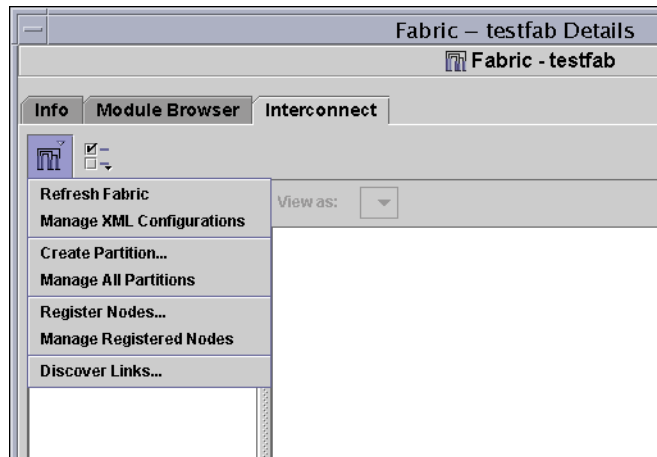 Fabric – testfab Details
Fabric - testfab
Info Module Browser Interconnect
Refresh Fabric
View as:
Manage XML Configurations
Create Partition...
Manage All Partitions
Register Nodes...
Manage Registered Nodes
Discover Links...